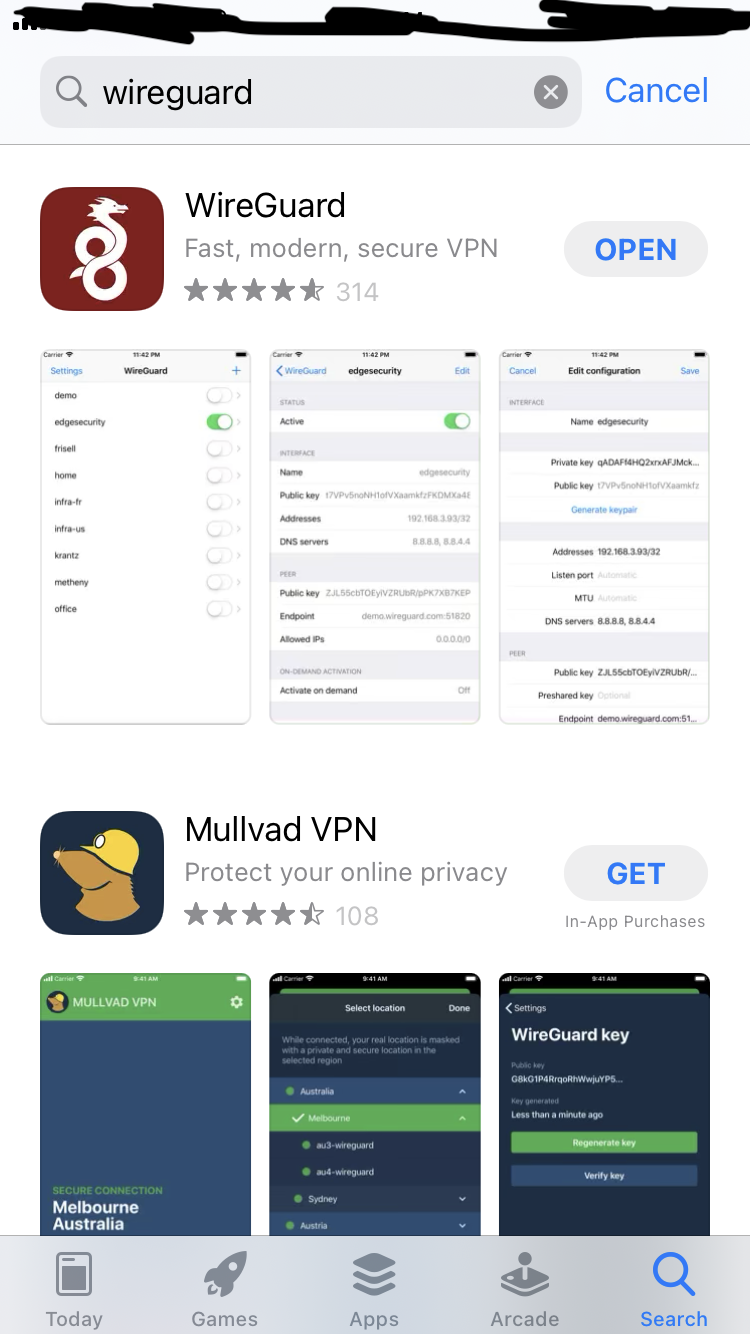 wireguard
Cancel
WireGuard
Fast, modern, secure VPN
314
OPEN
Carrier 11:42 PM
Settings WireGuard +
demo
edgesecurity
frisell
home
infra-fr
infra-us
krantz
metheny
office
Carrier 11:42 PM
WireGuard edgesecurity Edit
STATUS
Active
INTERFACE
Name edgesecurity
Public key t7VPv5noNH1ofVXaamkfzFKDMXa4E
Addresses 192.168.3.93/32
DNS servers 8.8.8.8, 8.8.4.4
PEER
Public key ZJL55cbTOEyiVZRUbR/pPK7XB7KEP
Endpoint demo.wireguard.com:51820
Allowed IPs 0.0.0.0/0
ON-DEMAND ACTIVATION
Activate on demand Off
Carrier 11:42 PM
Cancel Edit configuration Save
INTERFACE
Name edgesecurity
Private key qADAFf4HQ2xrxAFJMck...
Public key t7VPv5noNH1ofVXaamkfz
Generate keypair
Addresses 192.168.3.93/32
Listen port Automatic
MTU Automatic
DNS servers 8.8.8.8, 8.8.4.4
PEER
Public key ZJL55cbTOEyiVZRUbR/...
Preshared key Optional
Endpoint demo.wireguard.com:51...
Mullvad VPN
Protect your online privacy
108
GET
In-App Purchases
Carrier 9:41 AM
MULLVAD VPN
SECURE CONNECTION
Melbourne
Australia
Carrier 9:41 AM
Select location Done
While connected, your real location is masked
with a private and secure location in the
selected region
Australia
Melbourne
au3-wireguard
au4-wireguard
Sydney
Austria
Carrier 9:41 AM
Settings
WireGuard key
Public key
G8kG1P4RrqoRhWwjuYP5...
Key generated
Less than a minute ago
Regenerate key
Verify key
Today
Games
Apps
Arcade
Search